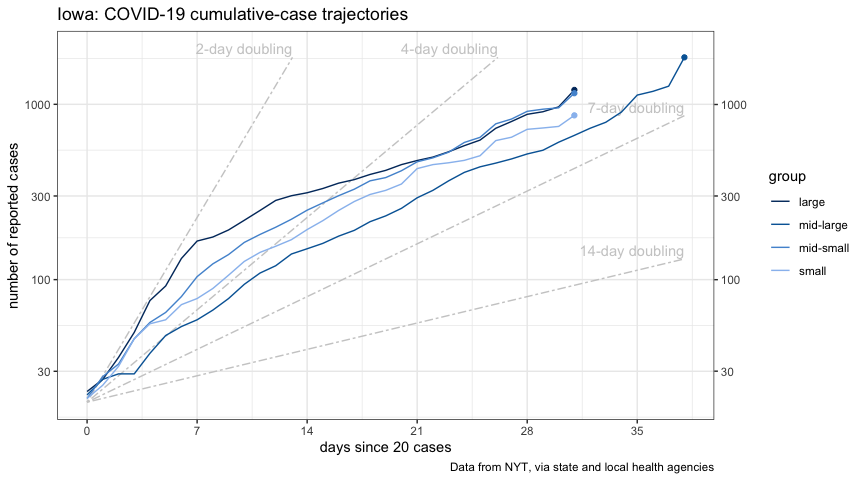 Iowa: COVID-19 cumulative-case trajectories
2-day doubling
4-day doubling
7-day doubling
14-day doubling
1000
300
100
30
1000
300
100
30
number of reported cases
0 7 14 21 28 35
days since 20 cases
group
large
mid-large
mid-small
small
Data from NYT, via state and local health agencies